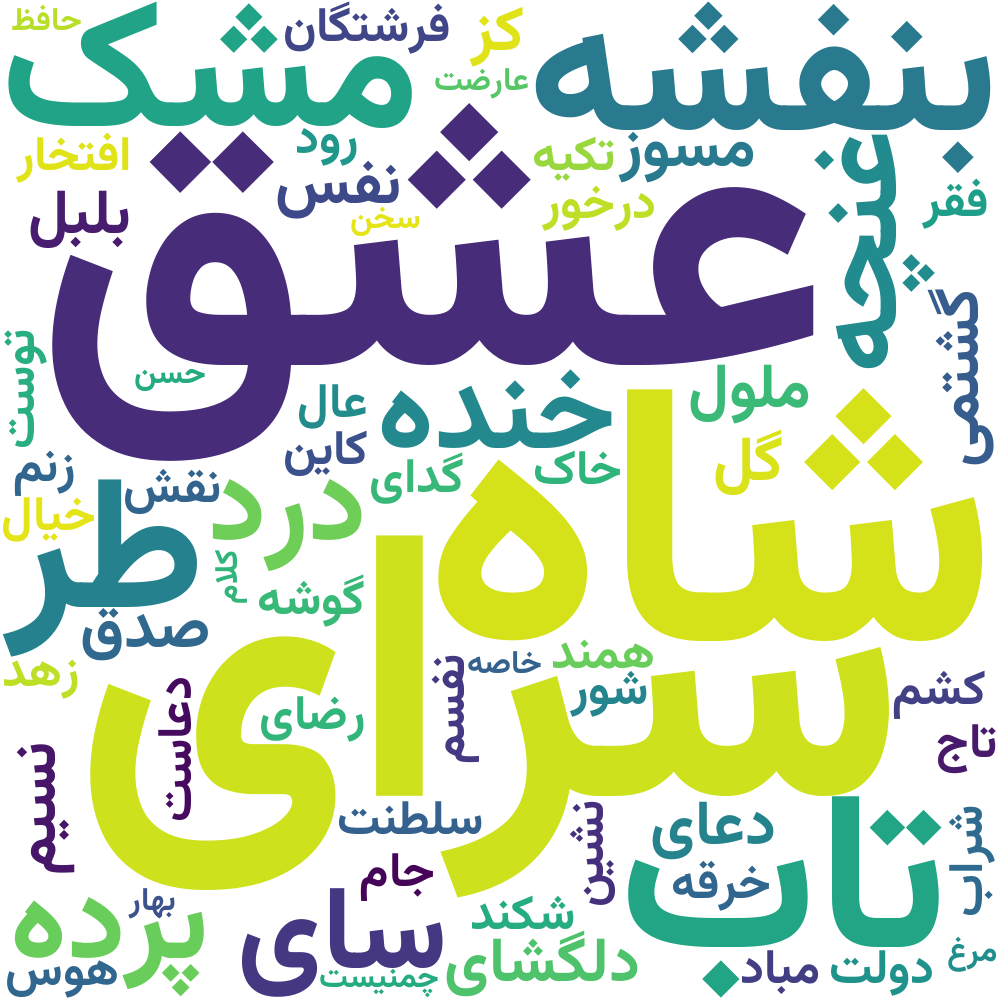 حافظ
فرشتگان
کز
مشک
بنفشه
عارضت
افتخار
رود
تکیه
مسوز
غنچه
نفس
عشق
درخور
فقر
بلبل
سخن
گشتمی
توست
حسن
عال
خنده
ملول
شاه
کاین
گل
زنم
نقش
درد
گدای
خاک
خیال
طر
کلام
گوشه
صدق
سرای
زهد
دعاست
رضای
نفسم
خاصه
همند
شور
کشم
تاج
نسیم
سلطنت
نشین
دعای
تاب
شراب
جام
خرقه
پرده
بهار
سای
شکند
دلگشای
هوس
چمنیست
مباد
دولت
مرغ